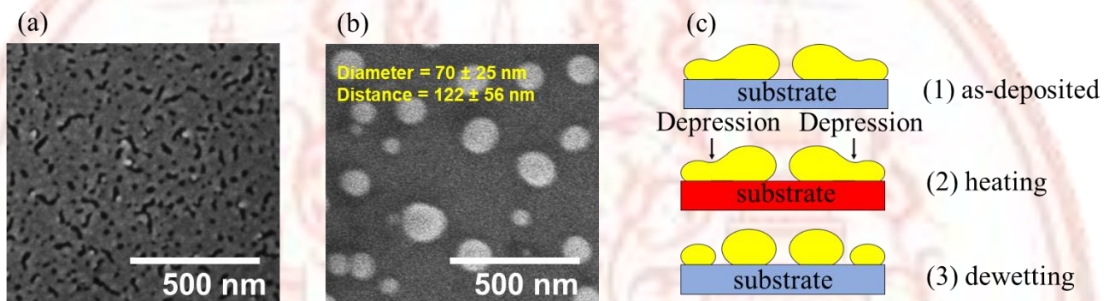 (a)
500 nm
(b)
Diameter = 70 ± 25 nm
Distance = 122 ± 56 nm
500 nm
(c)
substrate
(1) as-deposited
Depression Depression
substrate
(2) heating
substrate
(3) dewetting